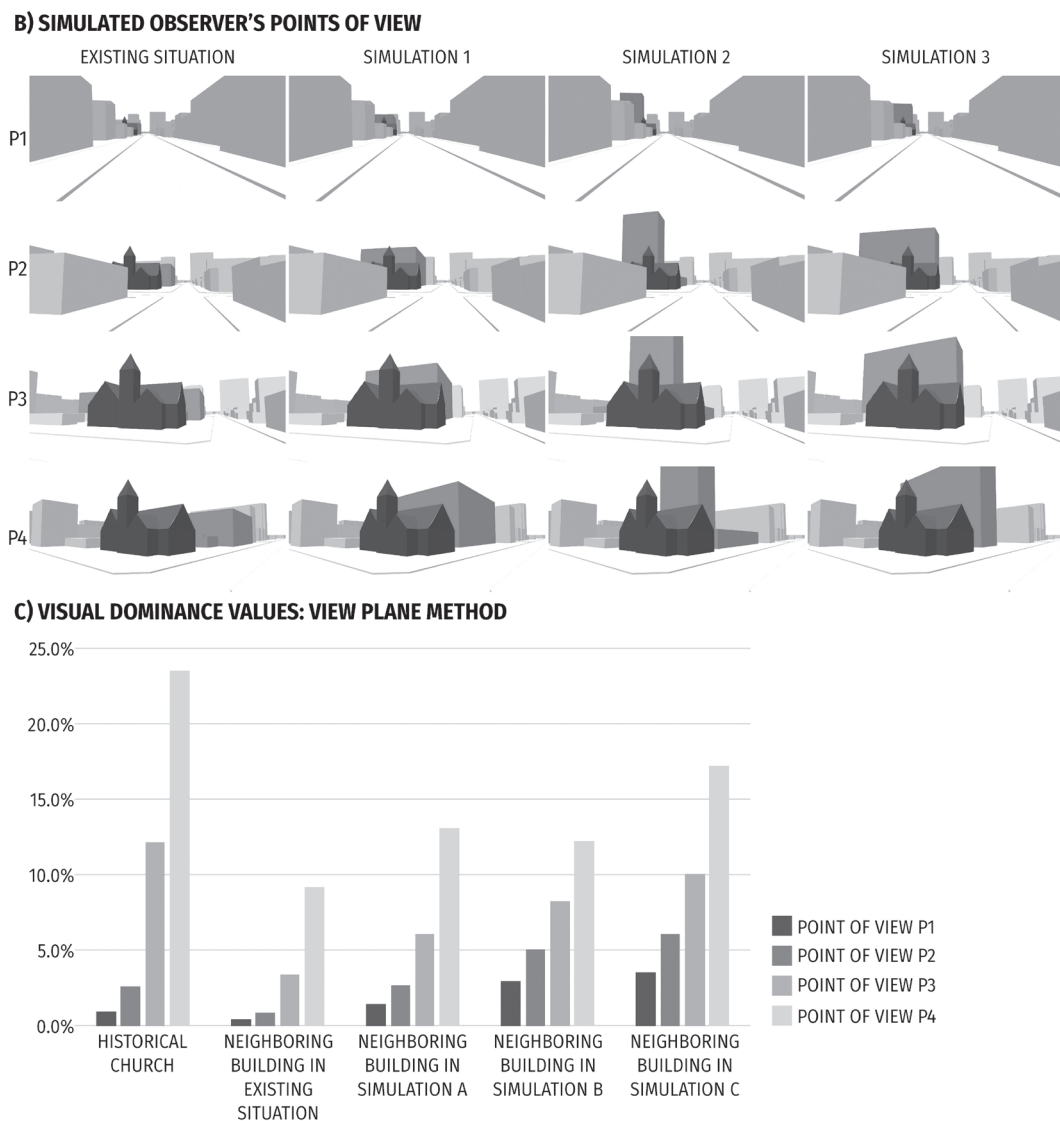 B) SIMULATED OBSERVER'S POINTS OF VIEW
EXISTING SITUATION
SIMULATION 1
SIMULATION 2
SIMULATION 3
P1
P2
P3
P4
C) VISUAL DOMINANCE VALUES: VIEW PLANE METHOD
25.0%
20.0%
15.0%
10.0%
5.0%
0.0%
HISTORICAL
CHURCH
NEIGHBORING
BUILDING IN
EXISTING
SITUATION
NEIGHBORING
BUILDING IN
SIMULATION A
NEIGHBORING
BUILDING IN
SIMULATION B
NEIGHBORING
BUILDING IN
SIMULATION C
POINT OF VIEW P1
POINT OF VIEW P2
POINT OF VIEW P3
POINT OF VIEW P4